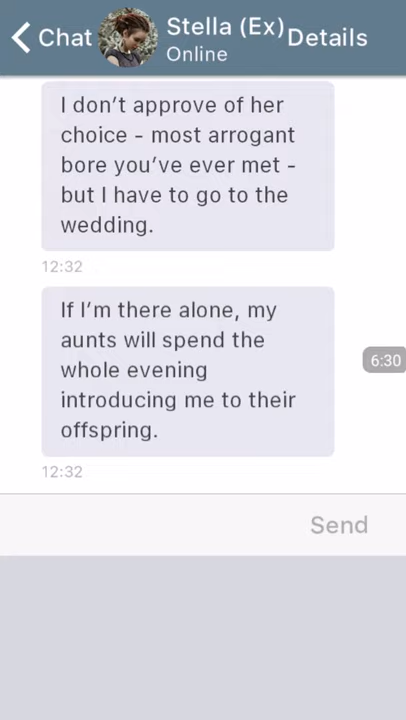 Chat
Stella (Ex)
Details
Online
I don’t approve of her
choice - most arrogant
bore you’ve ever met -
but I have to go to the
wedding.
12:32
If I’m there alone, my
aunts will spend the
whole evening
introducing me to their
offspring.
6:30
12:32
Send